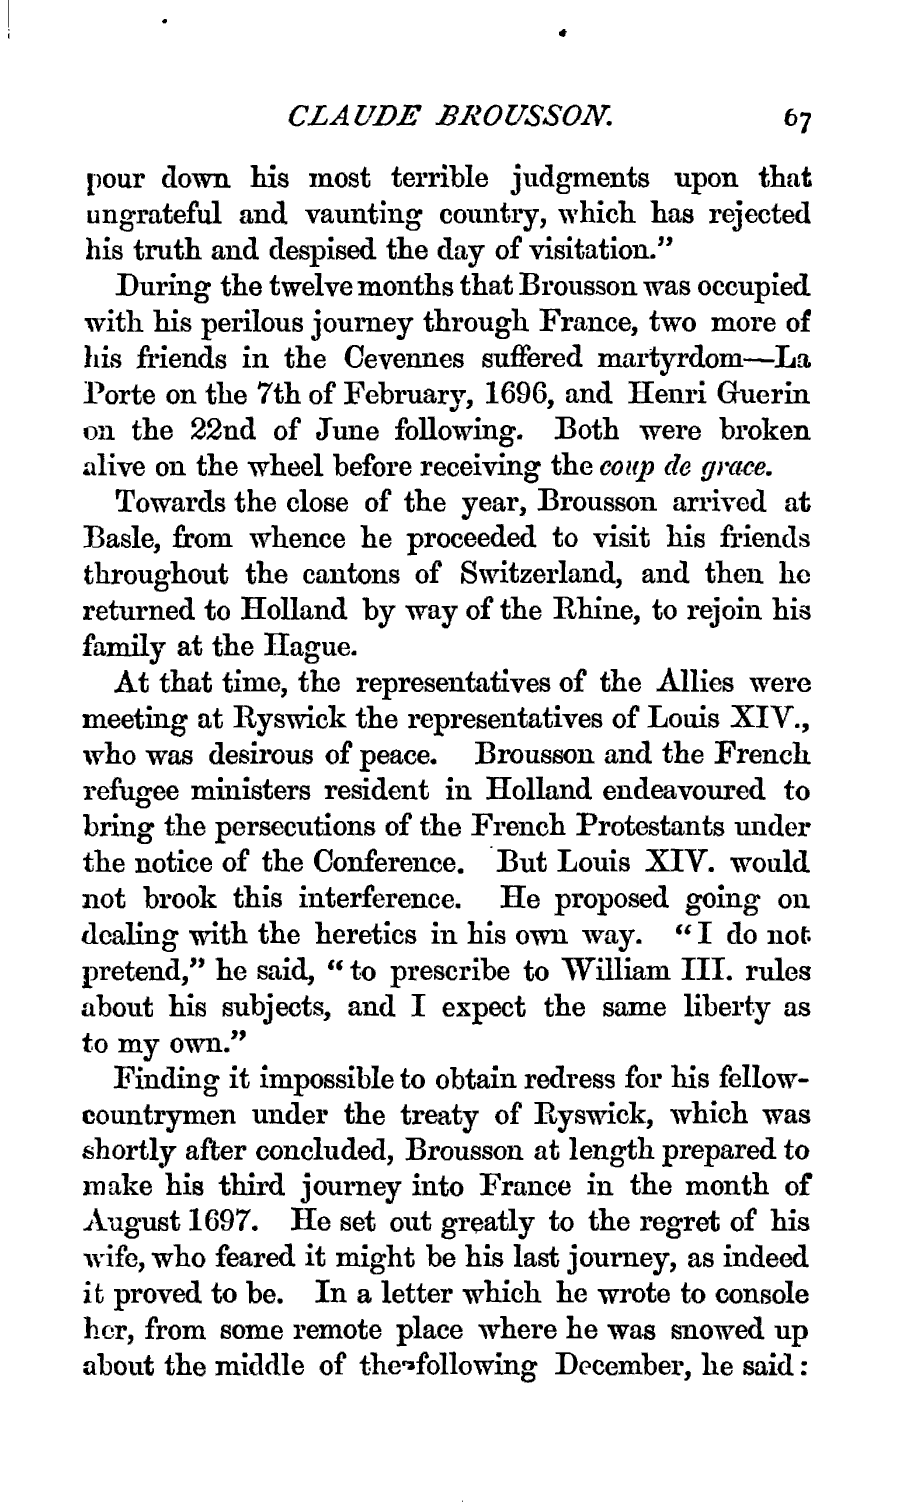 CLAUDE BROUSSON. 67
pour down his most terrible judgments upon that
ungrateful and vaunting country, which has rejected
his truth and despised the day of visitation."
During the twelve months that Brousson was occupied
with his perilous journey through France, two more of
his friends in the Cevennes suffered martyrdom—La
Porte on the 7th of February, 1696, and Henri Guerin
on the 22nd of June following. Both were broken
alive on the wheel before receiving the coup de grace.
Towards the close of the year, Brousson arrived at
Basle, from whence he proceeded to visit his friends
throughout the cantons of Switzerland, and then he
returned to Holland by way of the Rhine, to rejoin his
family at the Hague.
At that time, the representatives of the Allies were
meeting at Ryswick the representatives of Louis XIV.,
who was desirous of peace. Brousson and the French
refugee ministers resident in Holland endeavoured to
bring the persecutions of the French Protestants under
the notice of the Conference. But Louis XIV. would
not brook this interference. He proposed going on
dealing with the heretics in his own way. "I do not
pretend," he said, "to prescribe to William III. rules
about his subjects, and I expect the same liberty as
to my own."
Finding it impossible to obtain redress for his fellow-
countrymen under the treaty of Ryswick, which was
shortly after concluded, Brousson at length prepared to
make his third journey into France in the month of
August 1697. He set out greatly to the regret of his
wife, who feared it might be his last journey, as indeed
it proved to be. In a letter which he wrote to console
her, from some remote place where he was snowed up
about the middle of the following December, he said: